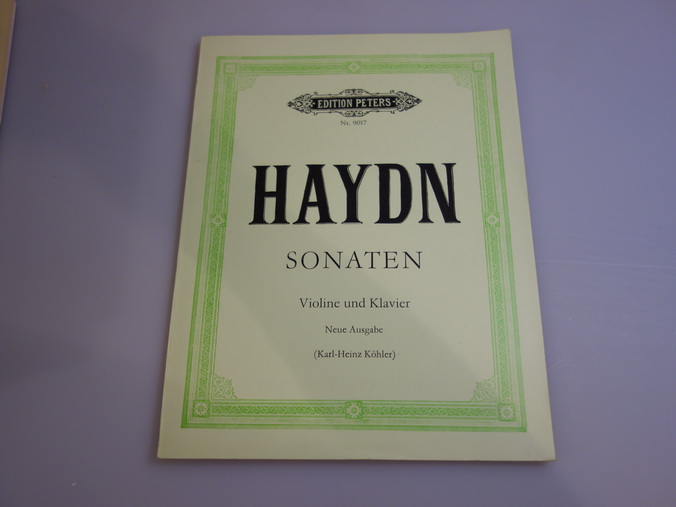 EDITION PETERS
Nr. 9017
HAYDN
SONATEN
Violine und Klavier
Neue Ausgabe
(Karl-Heinz Köhler)